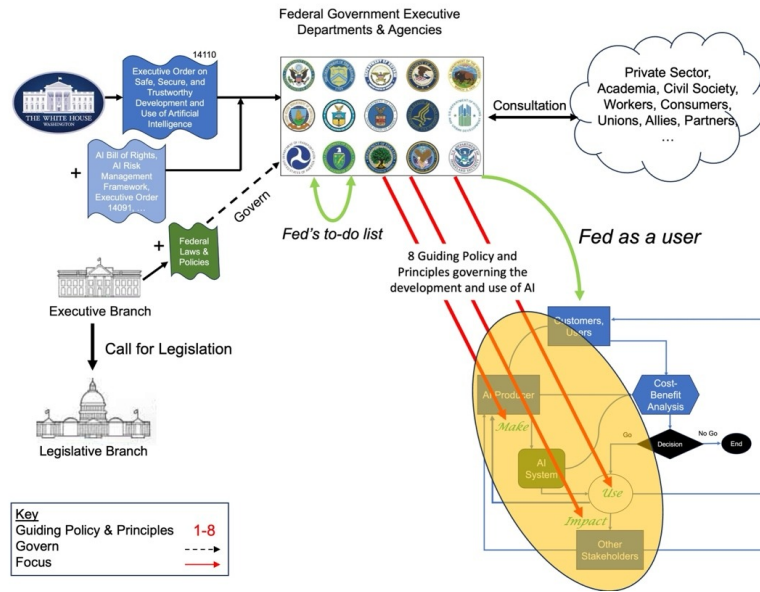 Federal Government Executive
Departments & Agencies
14110
Executive Order on
Safe, Secure, and
Trustworthy
Development and
Use of Artificial
Intelligence
THE WHITE HOUSE
WASHINGTON
+
AI Bill of Rights,
AI Risk
Management
Framework,
Executive Order
14091, ...
Govern
+
Federal
Laws &
Policies
Executive Branch
Call for Legislation
Legislative Branch
Consultation
Private Sector,
Academia, Civil Society,
Workers, Consumers,
Unions, Allies, Partners,
...
Fed's to-do list
Fed as a user
8 Guiding Policy and
Principles governing the
development and use of AI
Customers,
Users
AI Producer
Cost-
Benefit
Analysis
Make
Go
Decision
No Go
End
AI
System
Use
Impact
Other
Stakeholders
Key
Guiding Policy & Principles 1-8
Govern
Focus